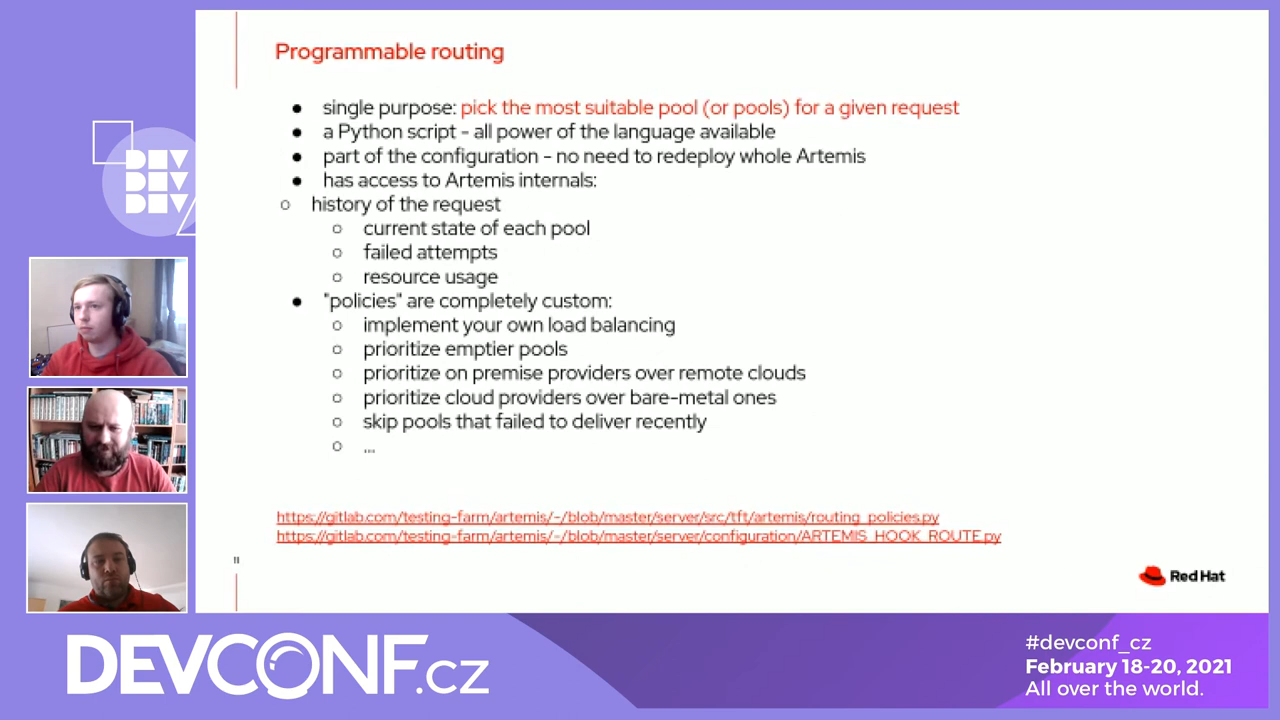 Programmable routing
● single purpose: pick the most suitable pool (or pools) for a given request
● a Python script - all power of the language available
● part of the configuration - no need to redeploy whole Artemis
● has access to Artemis internals:
○ history of the request
○ current state of each pool
○ failed attempts
○ resource usage
● "policies" are completely custom:
○ implement your own load balancing
○ prioritize emptier pools
○ prioritize on premise providers over remote clouds
○ prioritize cloud providers over bare-metal ones
○ skip pools that failed to deliver recently
○ ...
https://gitlab.com/testing-farm/artemis/-/blob/master/server/src/tft/artemis/routing_policies.py
https://gitlab.com/testing-farm/artemis/-/blob/master/server/configuration/ARTEMIS_HOOK_ROUTE.py
11
Red Hat
DEV
DEV
DEV
DEVCONF.cz
#devconf_cz
February 18-20, 2021
All over the world.